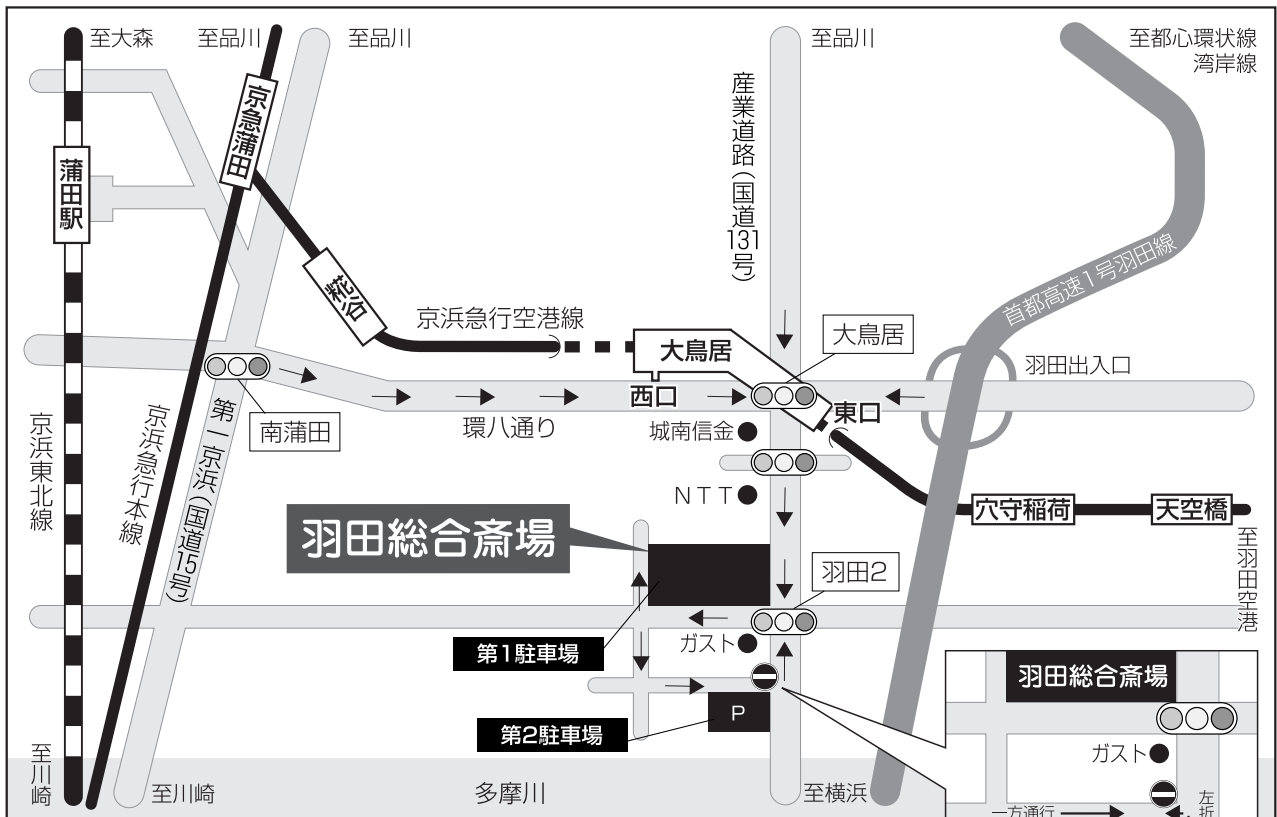 至大森
至品川
至品川
至品川
至都心環状線
湾岸線
京急蒲田
産業道路(国道131号)
蒲田駅
糀谷
首都高速1号羽田線
京浜急行空港線
大鳥居
大鳥居
羽田出入口
西口
東口
南蒲田
環八通り
城南信金
京浜東北線
京浜急行本線
第一京浜(国道15号)
NTT
穴守稲荷
天空橋
羽田総合斎場
至羽田空港
羽田2
第1駐車場
ガスト
P
第2駐車場
羽田総合斎場
ガスト
一方通行
左折
至川崎
至川崎
多摩川
至横浜